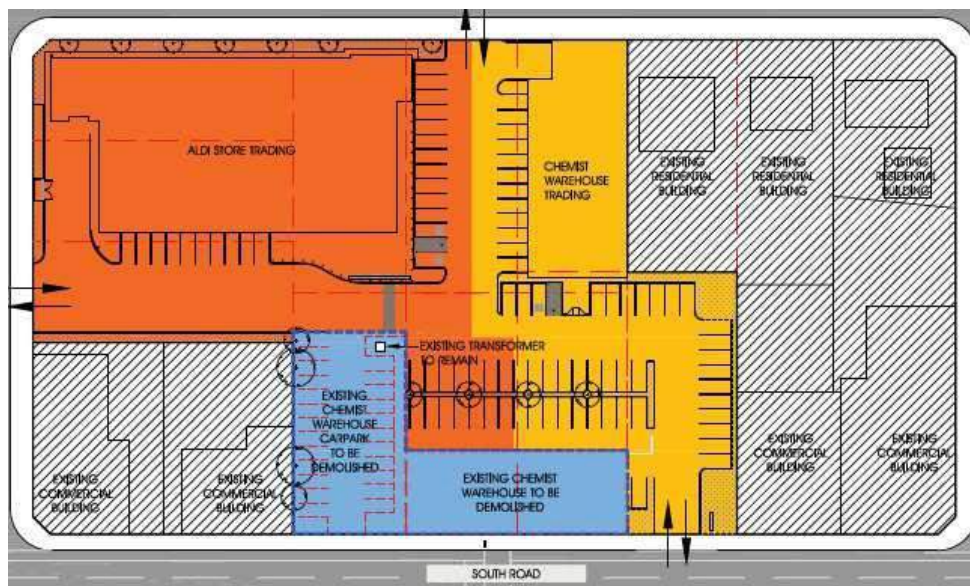 ALDI STORE TRADING
CHEMIST
WAREHOUSE
TRADING
EXISTING
RESIDENTIAL
BUILDING
EXISTING
RESIDENTIAL
BUILDING
EXISTING
RESIDENTIAL
BUILDING
EXISTING TRANSFORMER
TO REMAIN
EXISTING
CHEMIST
WAREHOUSE
CARPARK
TO BE
DEMOLISHED
EXISTING CHEMIST
WAREHOUSE TO BE
DEMOLISHED
EXISTING
COMMERCIAL
BUILDING
EXISTING
COMMERCIAL
BUILDING
EXISTING
COMMERCIAL
BUILDING
EXISTING
COMMERCIAL
BUILDING
SOUTH ROAD